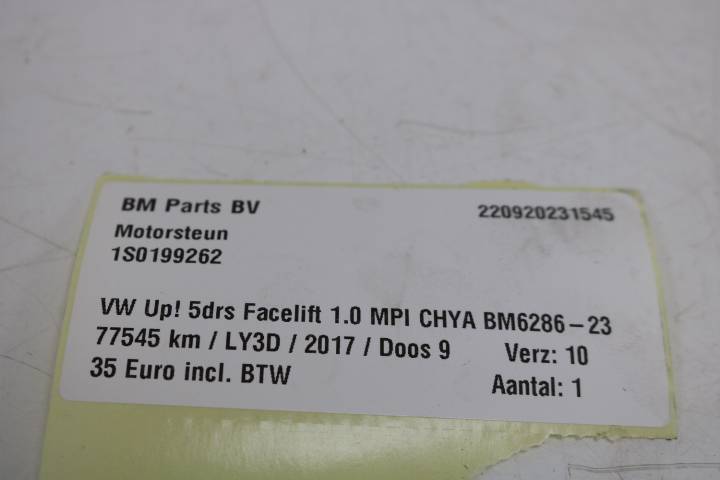 BM Parts BV 220920231545
Motorsteun
1S0199262
VW Up! 5drs Facelift 1.0 MPI CHYA BM6286-23
77545 km / LY3D / 2017 / Doos 9 Verz: 10
35 Euro incl. BTW Aantal: 1